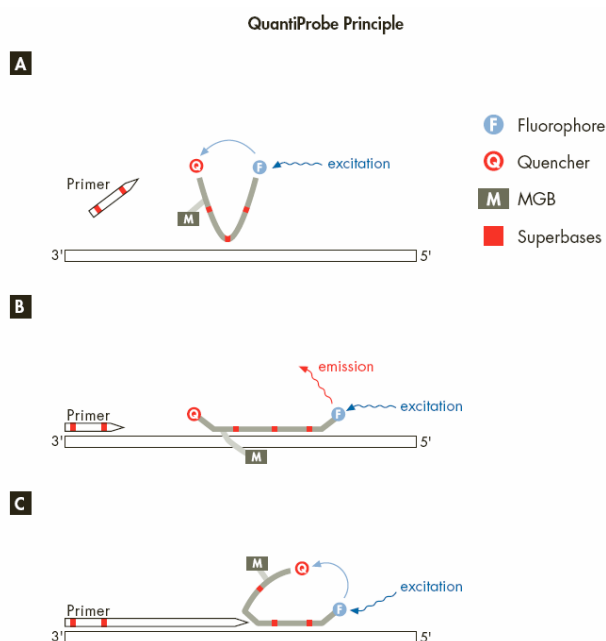 QuantiProbe Principle
A
F Fluorophore
Q Quencher
M MGB
Superbases
Q
F
excitation
Primer
M
3'
5'
B
emission
Primer
Q
F
excitation
3'
5'
M
C
M
Q
excitation
Primer
F
3'
5'